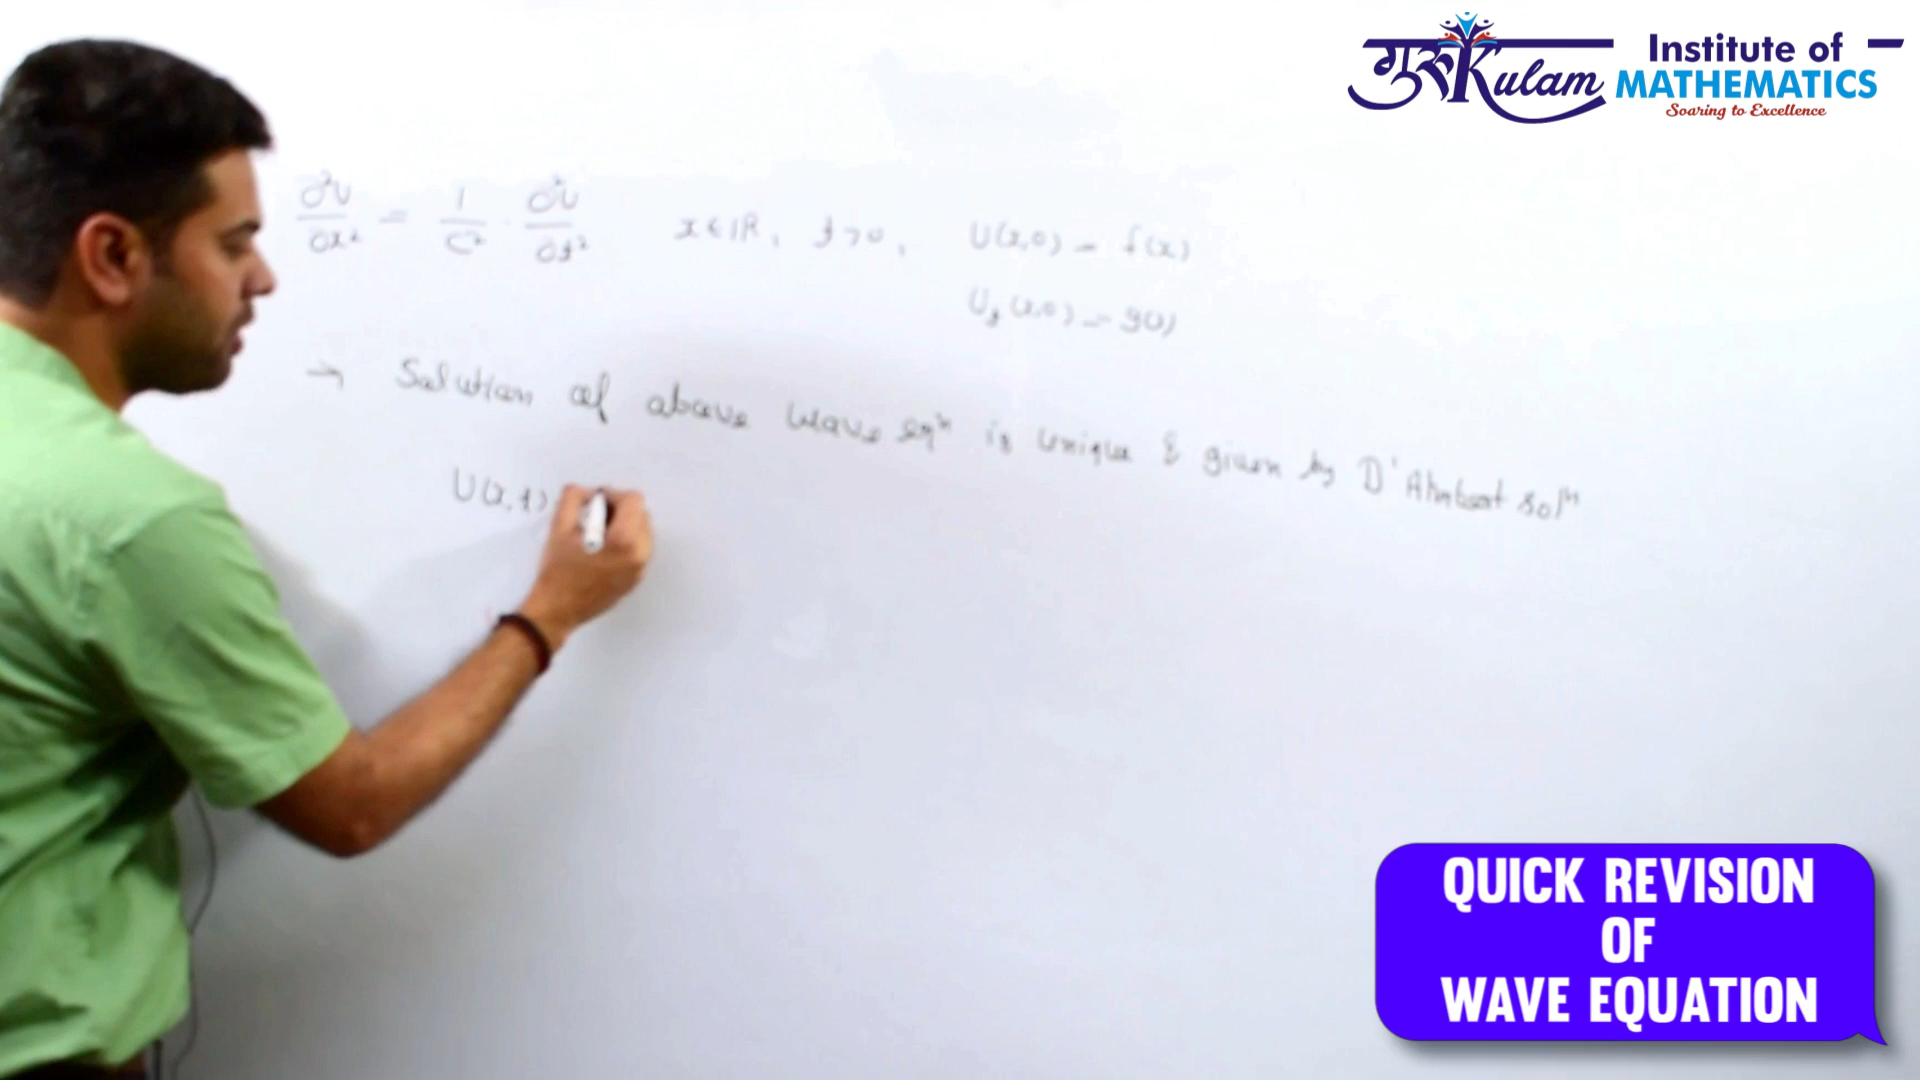 गुरुKulam Institute of
MATHEMATICS
Soaring to Excellence
∂²U/∂x² = 1/c² · ∂²U/∂t² x ∈ IR, t > 0, U(x,0) = f(x)
U_t(x,0) = g(x)
→ Solution of above wave eqⁿ is unique & given by D'Alembert solⁿ
U(x,t)
QUICK REVISION
OF
WAVE EQUATION